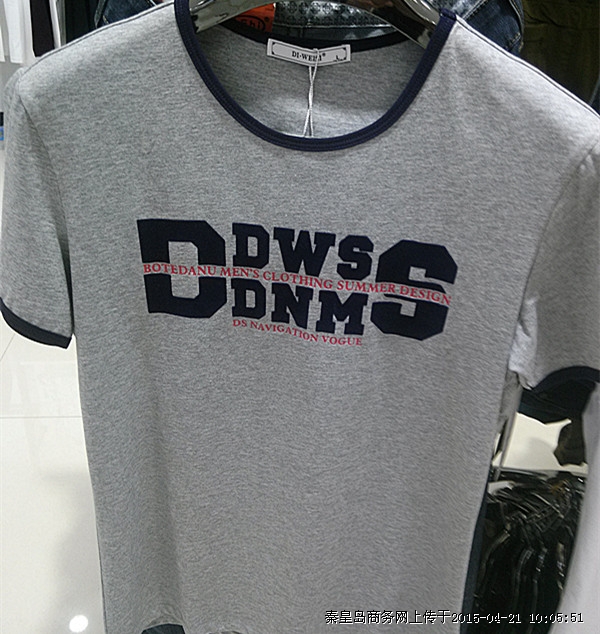 DI-WEILI®
D DWS S
BOTEDANU MEN'S CLOTHING SUMMER DESIGN
DNM
DS NAVIGATION VOGUE
秦皇岛商务网上传于2015-04-21 10:05:51